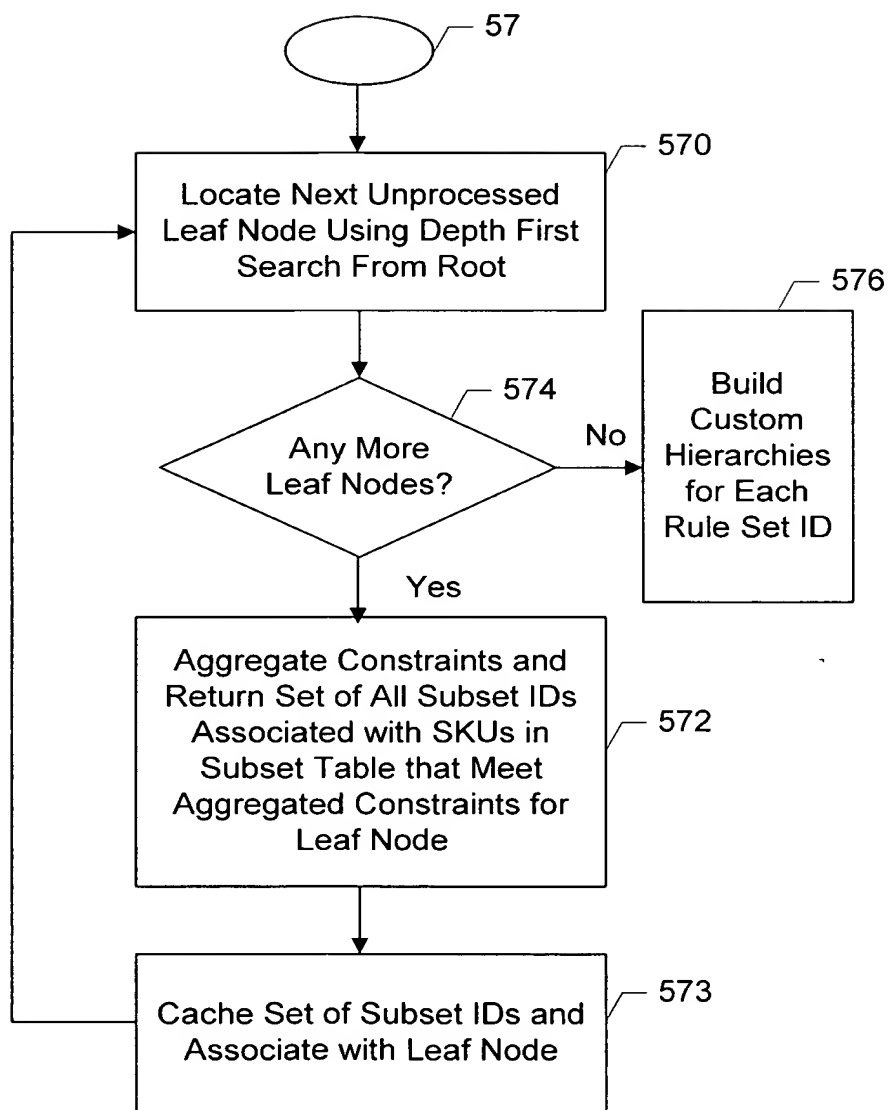 57
570
Locate Next Unprocessed
Leaf Node Using Depth First
Search From Root
576
Build
Custom
Hierarchies
for Each
Rule Set ID
574
Any More
Leaf Nodes?
No
Yes
572
Aggregate Constraints and
Return Set of All Subset IDs
Associated with SKUs in
Subset Table that Meet
Aggregated Constraints for
Leaf Node
573
Cache Set of Subset IDs and
Associate with Leaf Node